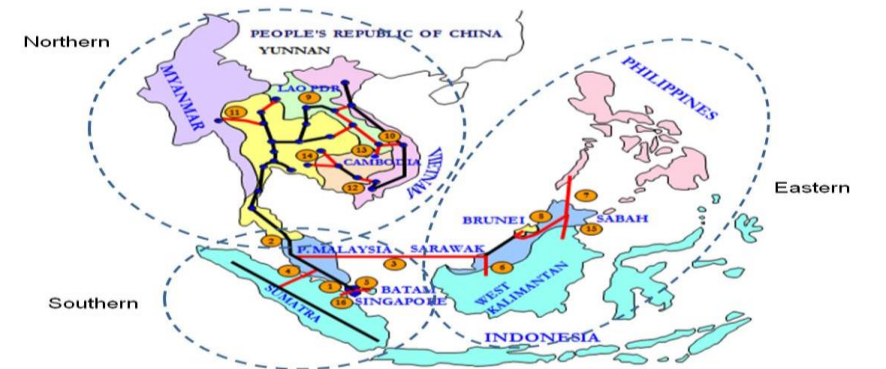 Northern
PEOPLE'S REPUBLIC OF CHINA
YUNNAN
PHILIPPINES
MYANMAR
LAO PDR
9
11
10
13
14
CAMBODIA
VIETNAM
12
Eastern
7
8
BRUNEI
SABAH
15
2
P. MALAYSIA
SARAWAK
3
6
4
5
1
BATAM
16
SINGAPORE
SUMATRA
WEST
KALIMANTAN
Southern
INDONESIA